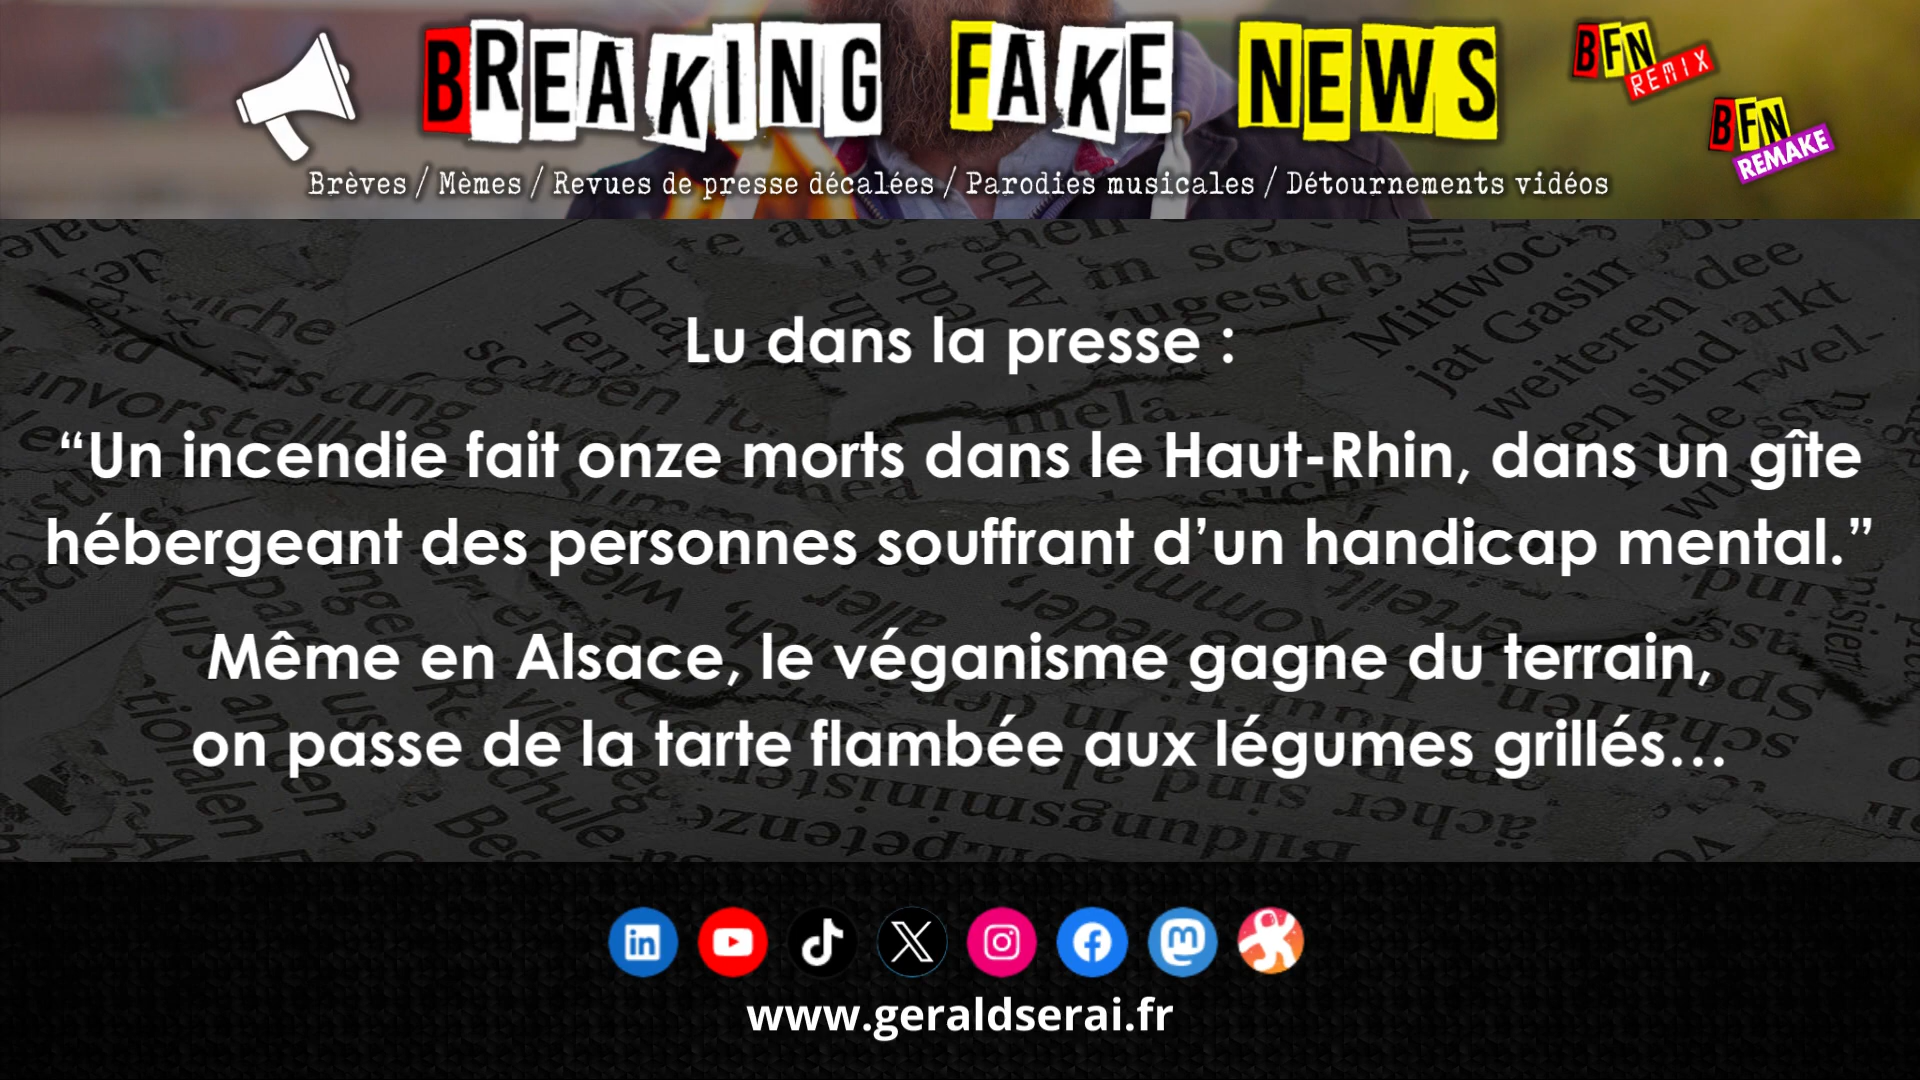 BREAKING FAKE NEWS
BFN REMIX
BFN REMAKE
Brèves / Mèmes / Revues de presse décalées / Parodies musicales / Détournements vidéos
Lu dans la presse :
“Un incendie fait onze morts dans le Haut-Rhin, dans un gîte
hébergeant des personnes souffrant d’un handicap mental.”
Même en Alsace, le véganisme gagne du terrain,
on passe de la tarte flambée aux légumes grillés…
www.geraldserai.fr